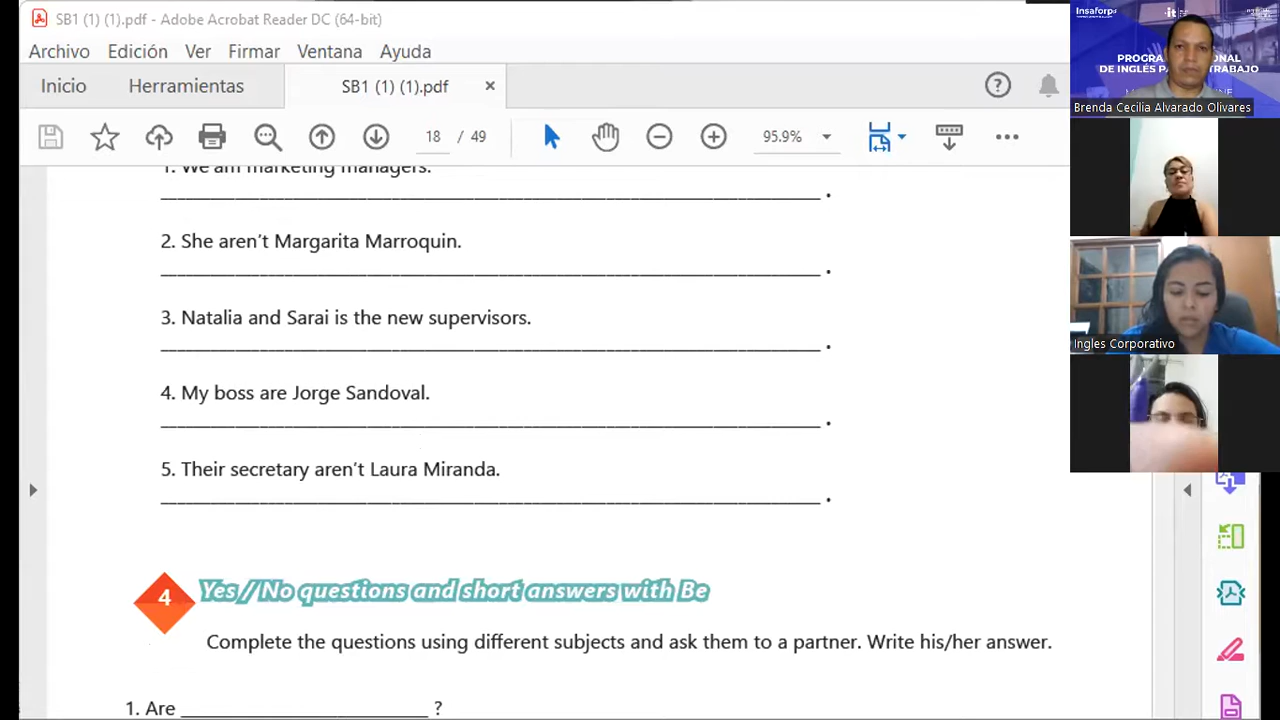 SB1 (1) (1).pdf - Adobe Acrobat Reader DC (64-bit)
Archivo Edición Ver Firmar Ventana Ayuda
Inicio Herramientas SB1 (1) (1).pdf
18 / 49 95.9%
1. We am marketing managers.
2. She aren't Margarita Marroquin.
3. Natalia and Sarai is the new supervisors.
4. My boss are Jorge Sandoval.
5. Their secretary aren't Laura Miranda.
4 Yes / No questions and short answers with Be
Complete the questions using different subjects and ask them to a partner. Write his/her answer.
1. Are ?
Insaforp
Brenda Cecilia Alvarado Olivares
Ingles Corporativo